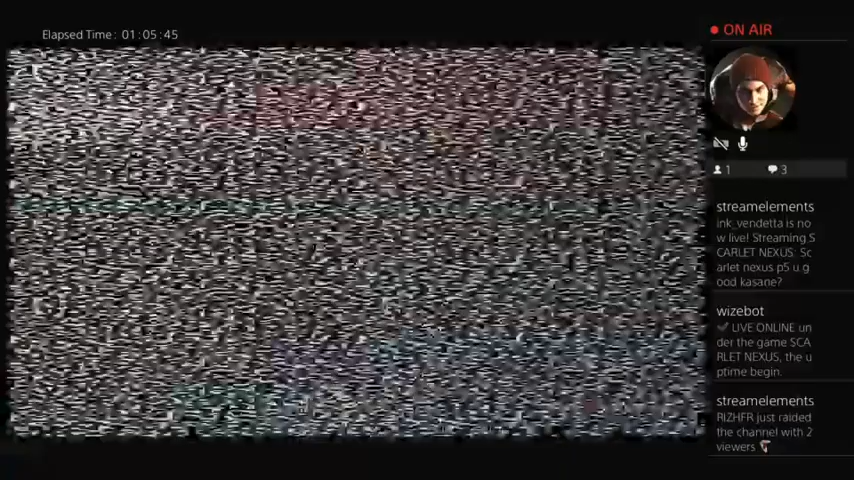 Elapsed Time : 01:05:45
ON AIR
1 3
streamelements
ink_vendetta is no
w live! Streaming S
CARLET NEXUS: Sc
arlet nexus p5 u g
ood kasane?
wizebot
LIVE ONLINE un
der the game SCA
RLET NEXUS, the u
ptime begin.
streamelements
RIZHFR just raided
the channel with 2
viewers